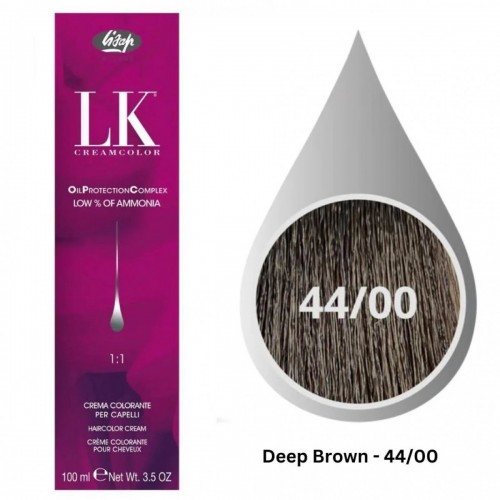 Lisap
LK
CREAMCOLOR
OILPROTECTIONCOMPLEX
LOW % OF AMMONIA
1:1
CREMA COLORANTE
PER CAPELLI
HAIRCOLOR CREAM
CRÈME COLORANTE
POUR CHEVEUX
100 ml ℮ Net Wt. 3.5 OZ
44/00
Deep Brown - 44/00